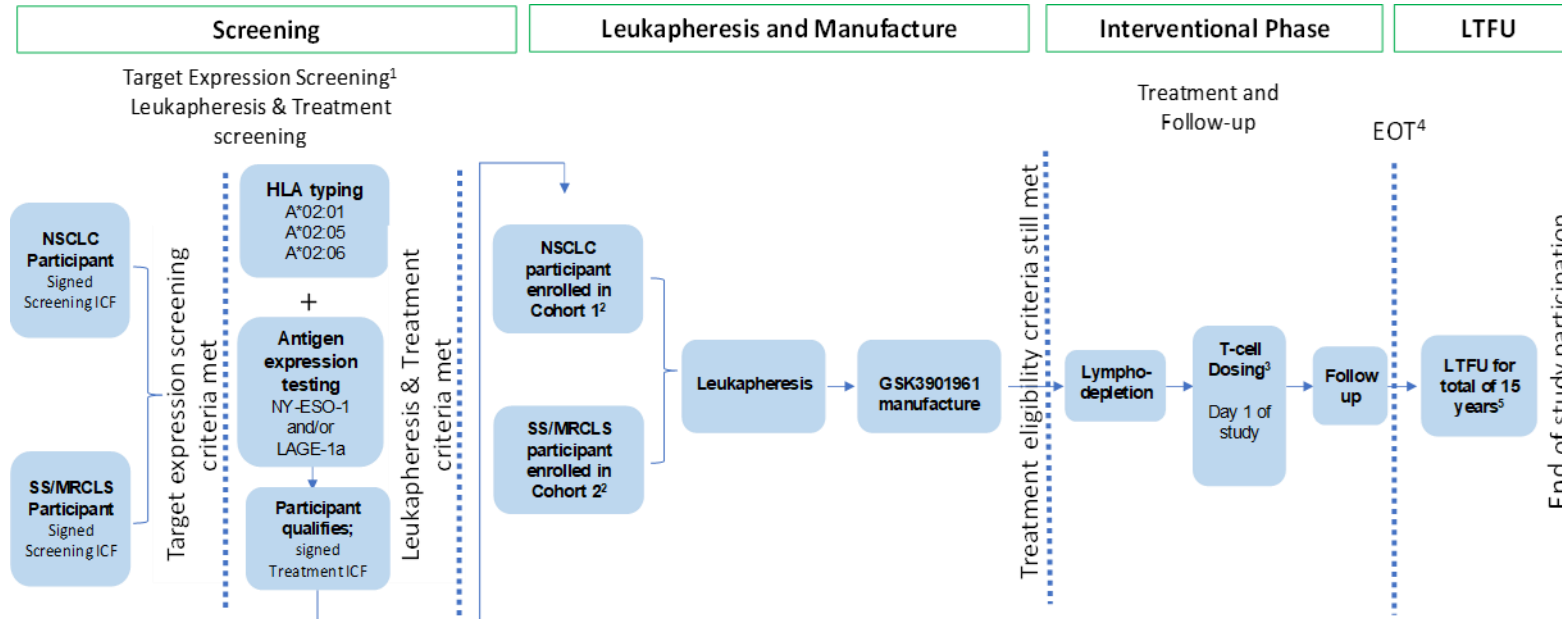 Screening
Leukapheresis and Manufacture
Interventional Phase
LTFU
Target Expression Screening¹
Leukapheresis & Treatment
screening
Treatment and
Follow-up
EOT⁴
NSCLC
Participant
Signed
Screening ICF
SS/MRCLS
Participant
Signed
Screening ICF
Target expression screening
criteria met
HLA typing
A*02:01
A*02:05
A*02:06
+
Antigen
expression
testing
NY-ESO-1
and/or
LAGE-1a
Participant
qualifies;
signed
Treatment ICF
Leukapheresis & Treatment
criteria met
NSCLC
participant
enrolled in
Cohort 1²
SS/MRCLS
participant
enrolled in
Cohort 2²
Leukapheresis
GSK3901961
manufacture
Treatment eligibility criteria still met
Lympho-
depletion
T-cell
Dosing³
Day 1 of
study
Follow
up
LTFU for
total of 15
years⁵
End of study participation